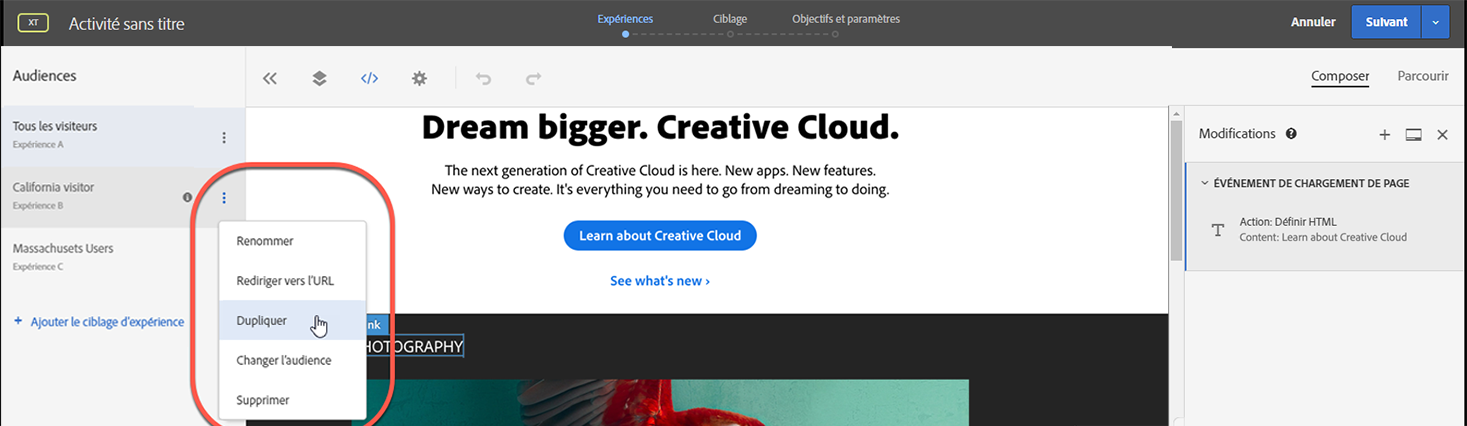 XT
Activité sans titre
Expériences
Ciblage
Objectifs et paramètres
Annuler
Suivant
Audiences
Composer
Parcourir
Tous les visiteurs
Expérience A
California visitor
Expérience B
Massachusets Users
Expérience C
+ Ajouter le ciblage d'expérience
Renommer
Rediriger vers l'URL
Dupliquer
Changer l'audience
Supprimer
</>
Dream bigger. Creative Cloud.
The next generation of Creative Cloud is here. New apps. New features.
New ways to create. It's everything you need to go from dreaming to doing.
Learn about Creative Cloud
See what's new ›
nk
HOTOGRAPHY
Modifications ?
ÉVÉNEMENT DE CHARGEMENT DE PAGE
T
Action: Définir HTML
Content: Learn about Creative Cloud